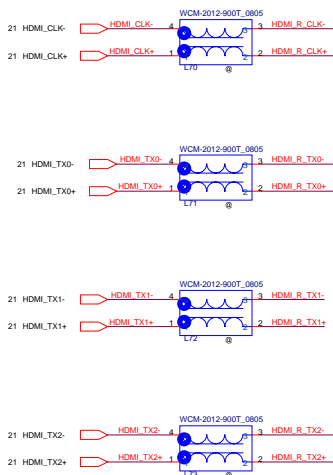 WCM-2012-900T_0805
21 HDMI_CLK- HDMI_CLK- 4 3 HDMI_R_CLK-
21 HDMI_CLK+ HDMI_CLK+ 1 2 HDMI_R_CLK+
L70 @
WCM-2012-900T_0805
21 HDMI_TX0- HDMI_TX0- 4 3 HDMI_R_TX0-
21 HDMI_TX0+ HDMI_TX0+ 1 2 HDMI_R_TX0+
L71 @
WCM-2012-900T_0805
21 HDMI_TX1- HDMI_TX1- 4 3 HDMI_R_TX1-
21 HDMI_TX1+ HDMI_TX1+ 1 2 HDMI_R_TX1+
L72 @
WCM-2012-900T_0805
21 HDMI_TX2- HDMI_TX2- 4 3 HDMI_R_TX2-
21 HDMI_TX2+ HDMI_TX2+ 1 2 HDMI_R_TX2+
L73 @